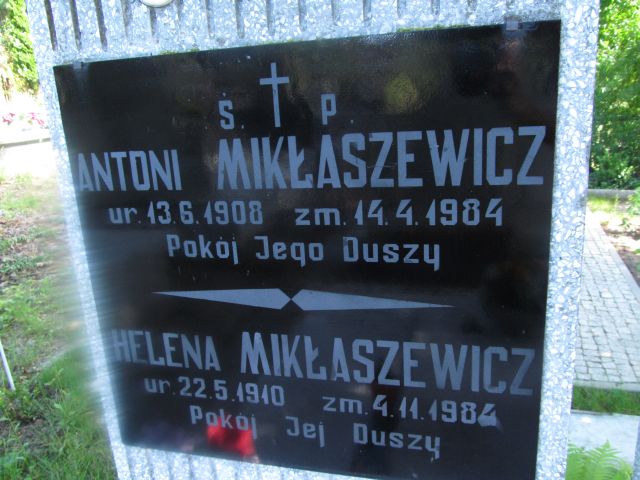 Ś. P.
ANTONI MIKŁASZEWICZ
ur. 13.6.1908 zm. 14.4.1984
Pokój Jego Duszy
HELENA MIKŁASZEWICZ
ur. 22.5.1910 zm. 4.11.1984
Pokój Jej Duszy